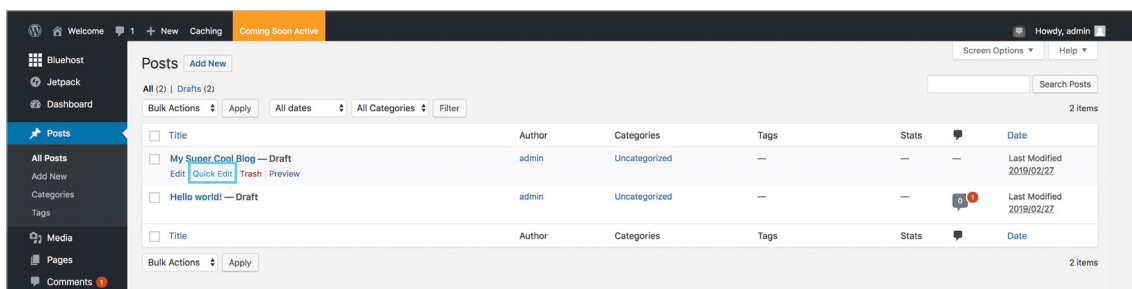 Welcome 1 + New Caching Coming Soon Active Howdy, admin
Bluehost
Jetpack
Dashboard
Posts
All Posts
Add New
Categories
Tags
Media
Pages
Comments 1
Screen Options ▼ Help ▼
Posts Add New
All (2) | Drafts (2)
Search Posts
Bulk Actions Apply All dates All Categories Filter 2 items
Title Author Categories Tags Stats Date
My Super Cool Blog — Draft admin Uncategorized — — — Last Modified
Edit Quick Edit Trash | Preview 2019/02/27
Hello world! — Draft admin Uncategorized — — 0 1 Last Modified
2019/02/27
Title Author Categories Tags Stats Date
Bulk Actions Apply 2 items